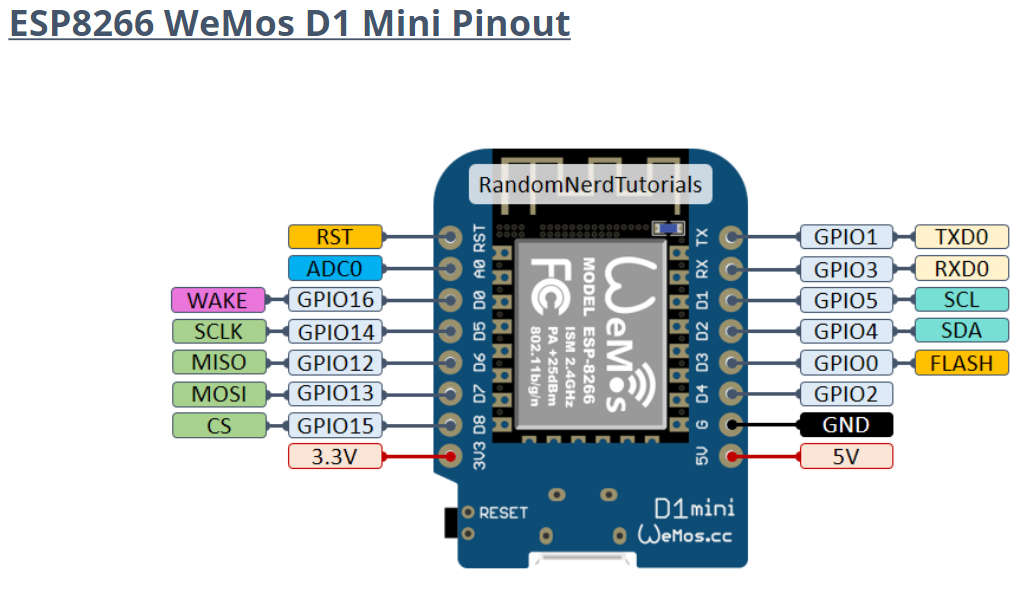 ESP8266 WeMos D1 Mini Pinout
RandomNerdTutorials
RST RST TX GPIO1 TXD0
ADC0 A0 RX GPIO3 RXD0
WAKE GPIO16 D0 D1 GPIO5 SCL
SCLK GPIO14 D5 D2 GPIO4 SDA
MISO GPIO12 D6 D3 GPIO0 FLASH
MOSI GPIO13 D7 D4 GPIO2
CS GPIO15 D8 G GND
3.3V 3V3 5V 5V
WeMos
MODEL ESP-8266
ISM 2.4GHz
PA +25dBm
802.11b/g/n
FC
RESET
D1mini
WeMos.cc